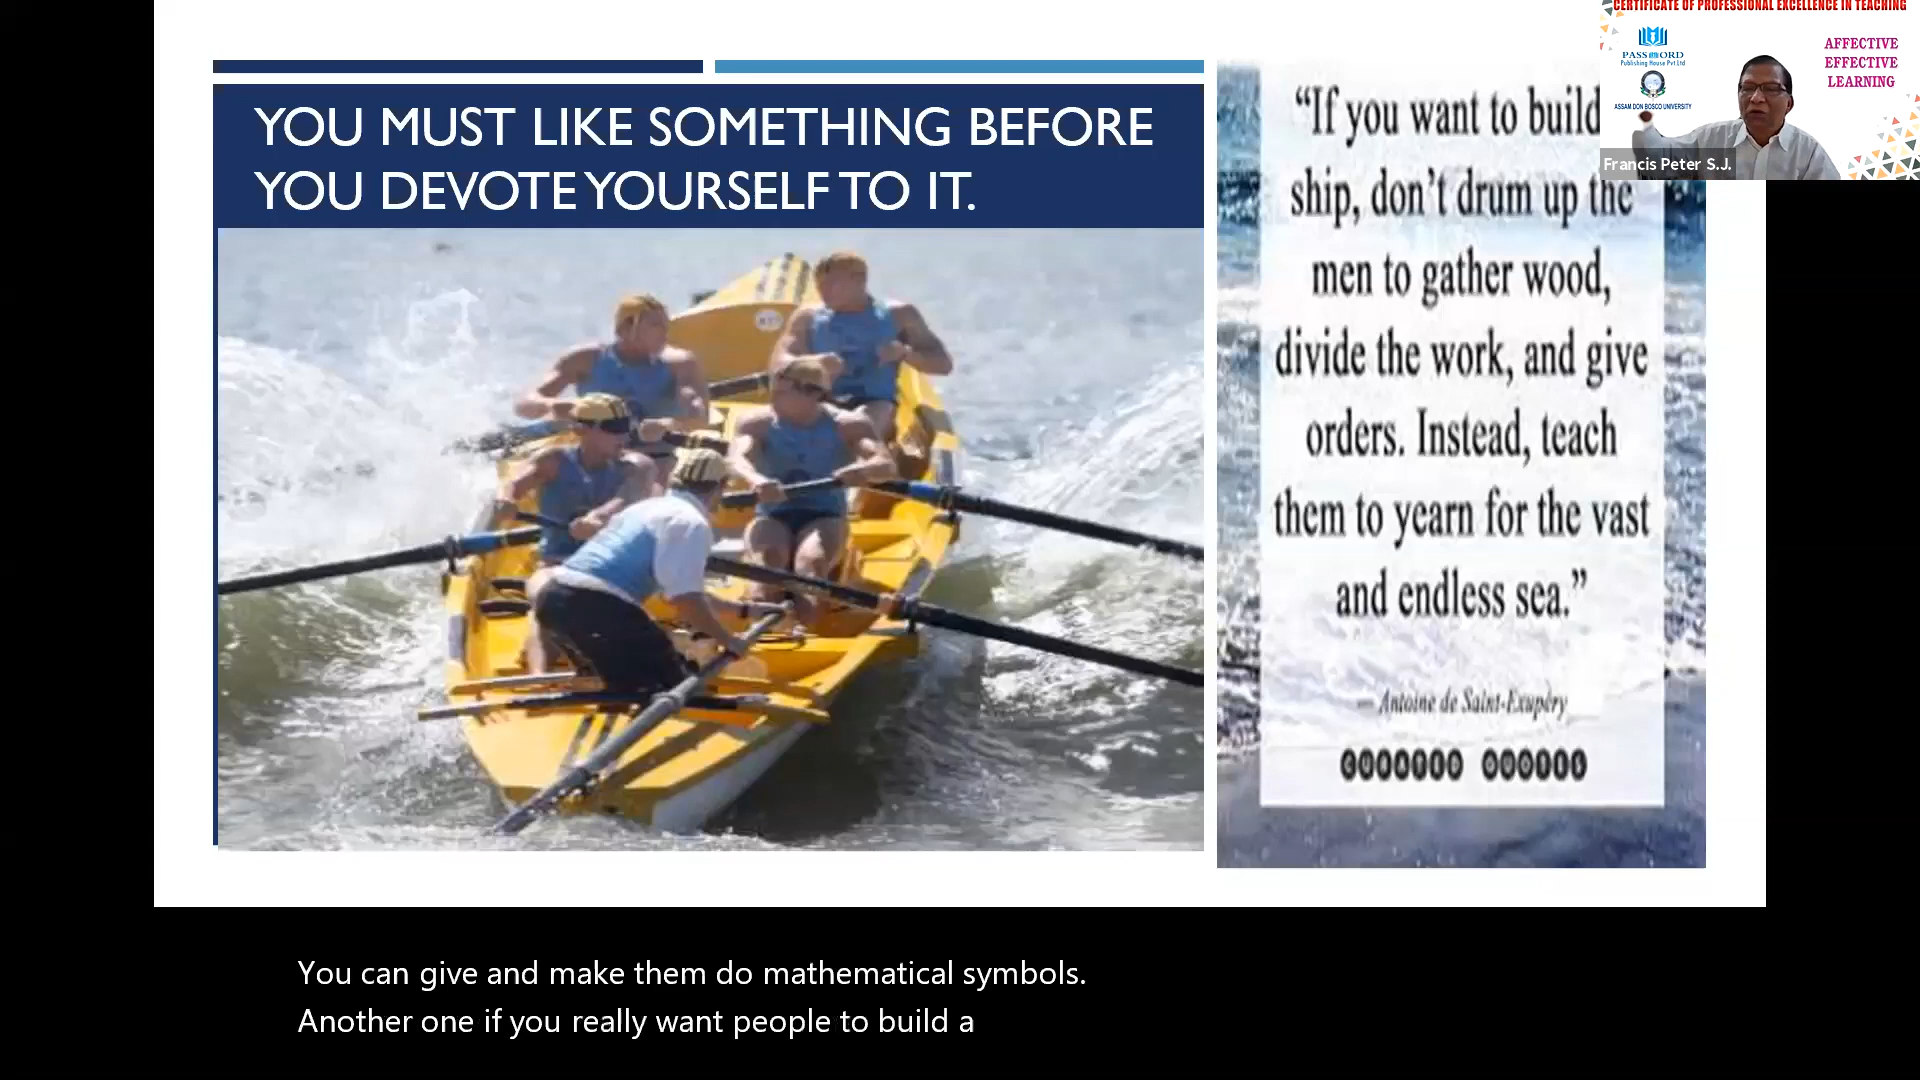 YOU MUST LIKE SOMETHING BEFORE
YOU DEVOTE YOURSELF TO IT.
“If you want to build
ship, don’t drum up the
men to gather wood,
divide the work, and give
orders. Instead, teach
them to yearn for the vast
and endless sea.”
— Antoine de Saint-Exupéry
CERTIFICATE OF PROFESSIONAL EXCELLENCE IN TEACHING
PASSWORD
Publishing House Pvt Ltd
ASSAM DON BOSCO UNIVERSITY
AFFECTIVE
EFFECTIVE
LEARNING
Francis Peter S.J.
You can give and make them do mathematical symbols.
Another one if you really want people to build a